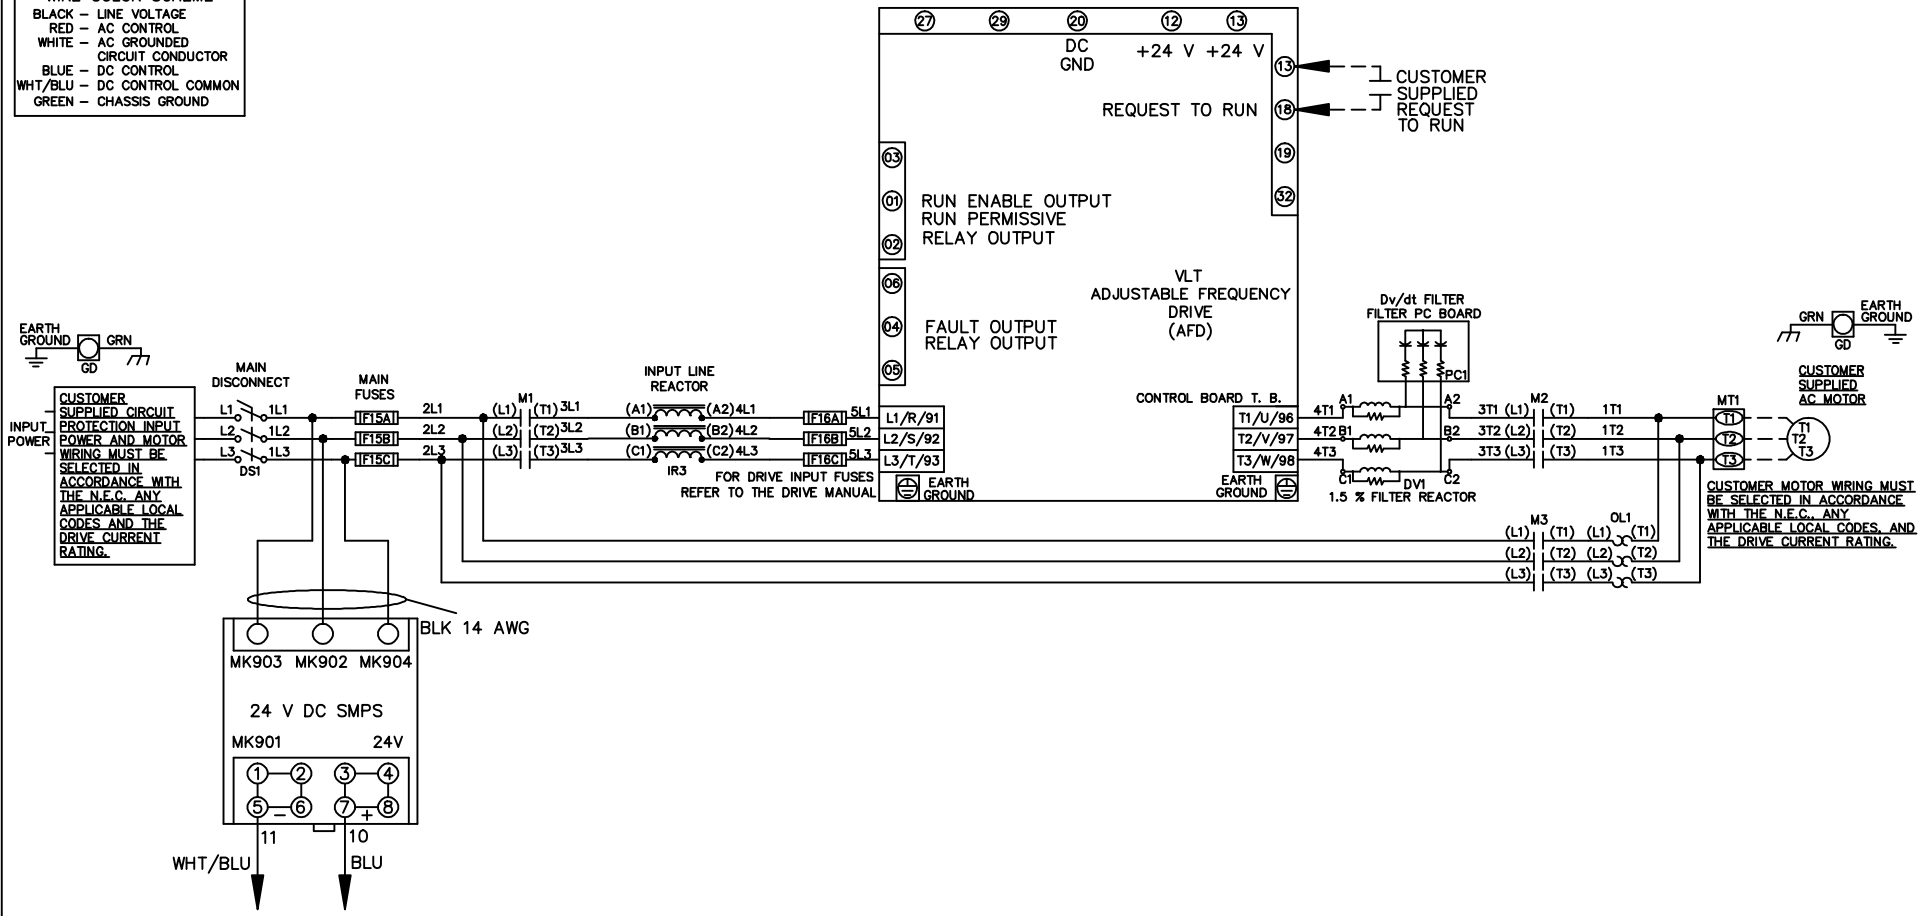 BLACK – LINE VOLTAGE
RED – AC CONTROL
WHITE – AC GROUNDED
CIRCUIT CONDUCTOR
BLUE – DC CONTROL
WHT/BLU – DC CONTROL COMMON
GREEN – CHASSIS GROUND
27 29 20 12 13
DC
GND
+24 V +24 V
13
REQUEST TO RUN 18
19
32
CUSTOMER
SUPPLIED
REQUEST
TO RUN
03
01
02
RUN ENABLE OUTPUT
RUN PERMISSIVE
RELAY OUTPUT
06
04
05
FAULT OUTPUT
RELAY OUTPUT
VLT
ADJUSTABLE FREQUENCY
DRIVE
(AFD)
Dv/dt FILTER
FILTER PC BOARD
PC1
EARTH
GROUND
GRN
GD
GRN
GD
EARTH
GROUND
CUSTOMER
SUPPLIED
AC MOTOR
INPUT
POWER
CUSTOMER
SUPPLIED CIRCUIT
PROTECTION INPUT
POWER AND MOTOR
WIRING MUST BE
SELECTED IN
ACCORDANCE WITH
THE N.E.C. ANY
APPLICABLE LOCAL
CODES AND THE
DRIVE CURRENT
RATING.
MAIN
DISCONNECT
L1 1L1
L2 1L2
L3 1L3
DS1
MAIN
FUSES
F15A
F15B
F15C
2L1
2L2
2L3
M1
(L1) (T1) 3L1
(L2) (T2) 3L2
(L3) (T3) 3L3
INPUT LINE
REACTOR
(A1) (A2) 4L1
(B1) (B2) 4L2
(C1) (C2) 4L3
IR3
F16A 5L1
F16B 5L2
F16C 5L3
FOR DRIVE INPUT FUSES
REFER TO THE DRIVE MANUAL
L1/R/91
L2/S/92
L3/T/93
EARTH
GROUND
CONTROL BOARD T. B.
T1/U/96
T2/V/97
T3/W/98
EARTH
GROUND
4T1 A1 A2
4T2 B1 B2
4T3 C1 C2
DV1
1.5 % FILTER REACTOR
M2
3T1 (L1) (T1) 1T1
3T2 (L2) (T2) 1T2
3T3 (L3) (T3) 1T3
MT1
T1
T2
T3
T1
T2
T3
CUSTOMER MOTOR WIRING MUST
BE SELECTED IN ACCORDANCE
WITH THE N.E.C., ANY
APPLICABLE LOCAL CODES, AND
THE DRIVE CURRENT RATING.
M3 OL1
(L1) (T1) (L1) (T1)
(L2) (T2) (L2) (T2)
(L3) (T3) (L3) (T3)
BLK 14 AWG
MK903 MK902 MK904
24 V DC SMPS
MK901 24V
1 2 3 4
5 – 6 7 + 8
11 10
WHT/BLU BLU